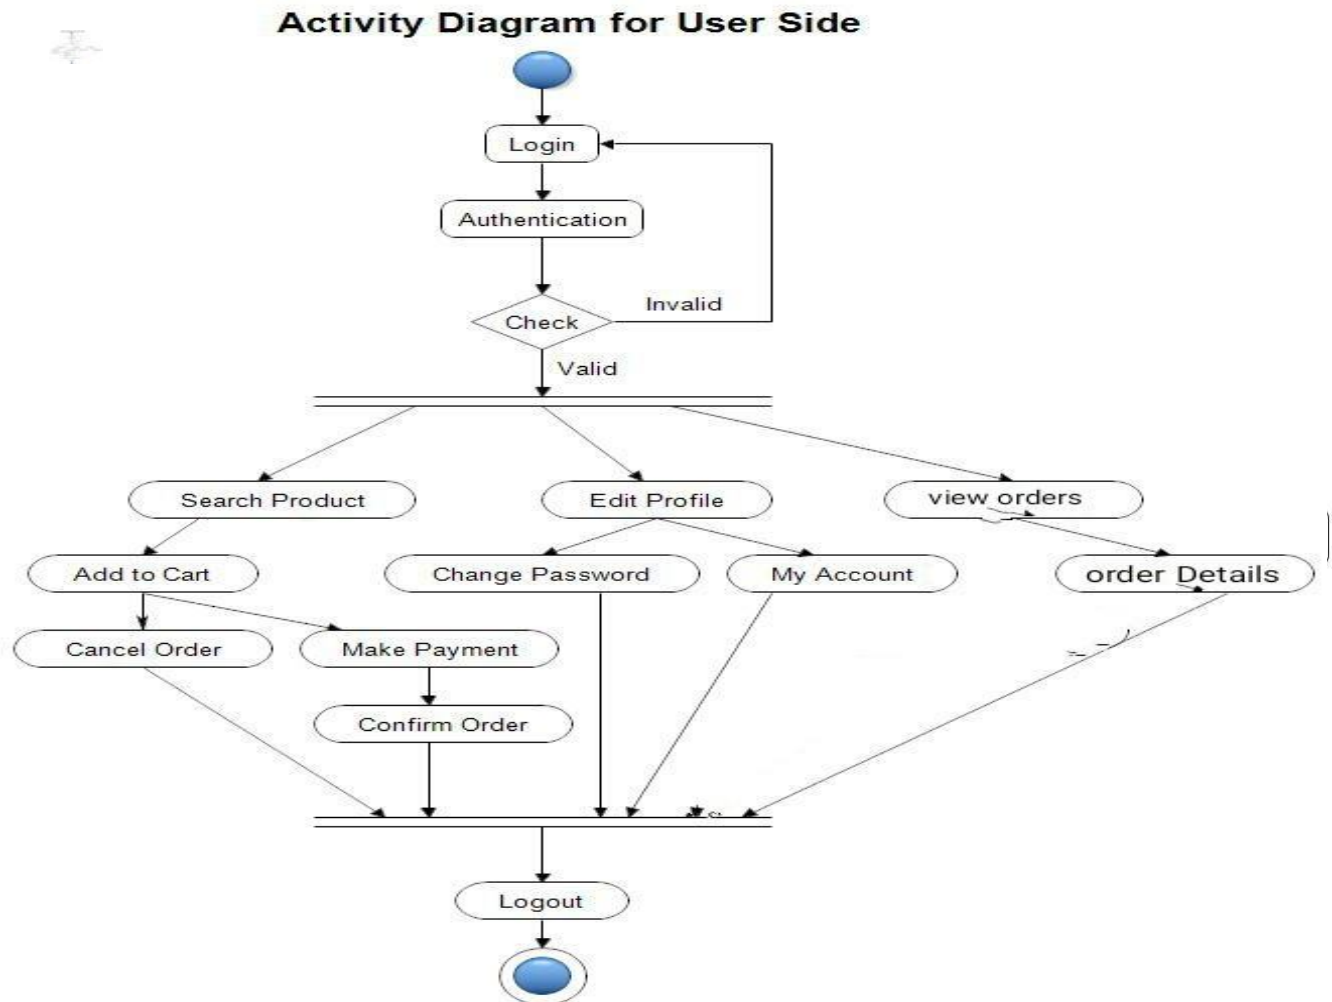 Activity Diagram for User Side
Login
Authentication
Invalid
Check
Valid
Search Product
Edit Profile
view orders
Add to Cart
Change Password
My Account
order Details
Cancel Order
Make Payment
Confirm Order
Logout